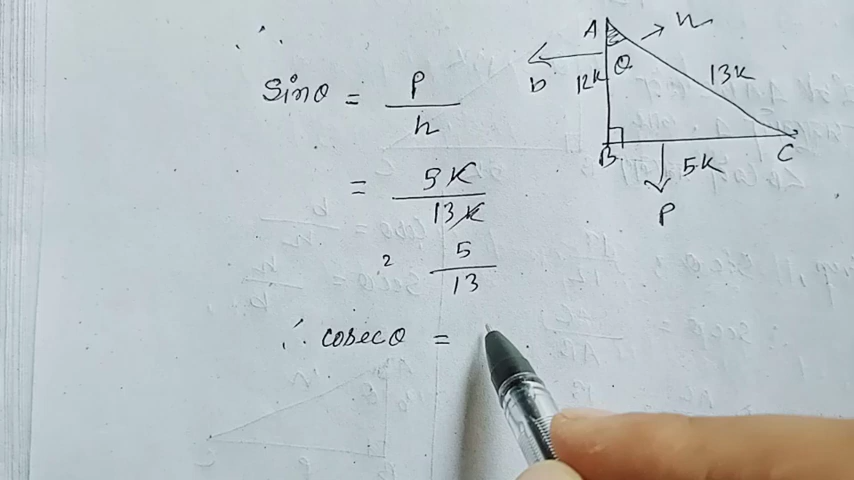 ∴
Sinθ = p/h
= 5K/13K
= 5/13
∴ cosecθ =
A
h
b
12K
θ
13K
B
5K
C
P